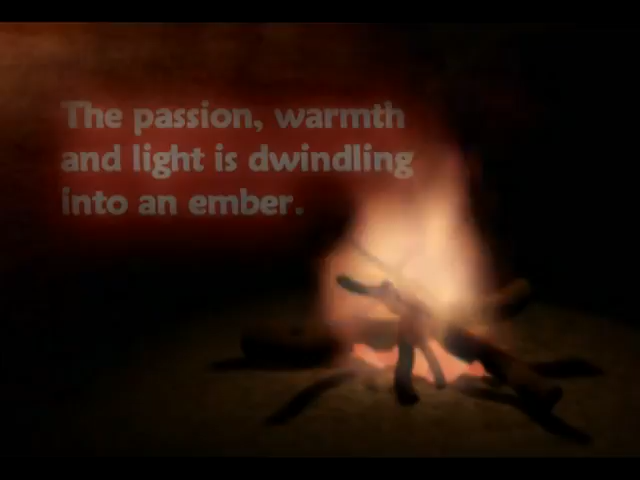 The passion, warmth
and light is dwindling
into an ember.